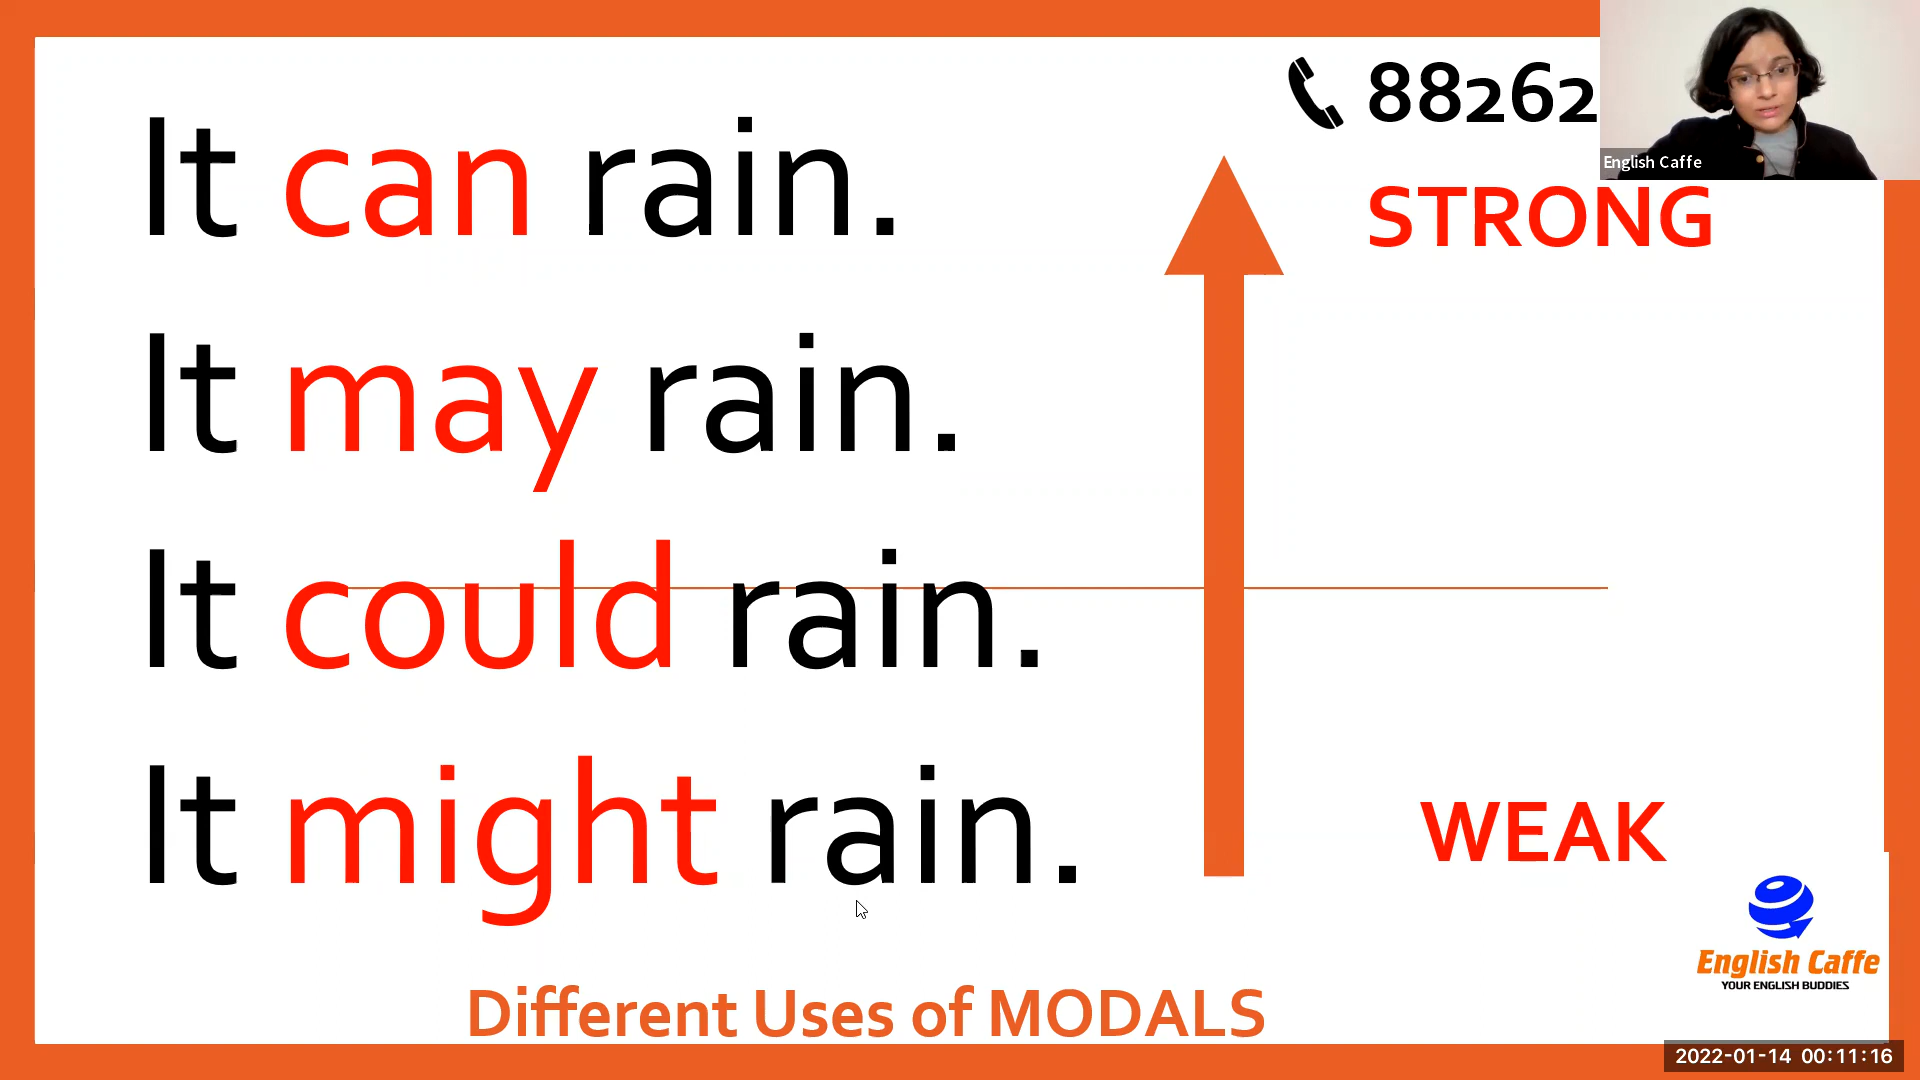 88262
English Caffe
STRONG
It can rain.
It may rain.
It could rain.
It might rain.
WEAK
English Caffe
YOUR ENGLISH BUDDIES
Different Uses of MODALS
2022-01-14 00:11:16